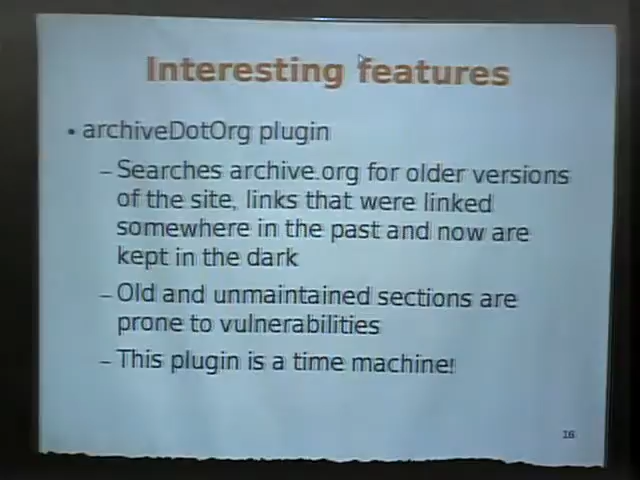 Interesting features
• archiveDotOrg plugin
– Searches archive.org for older versions
of the site, links that were linked
somewhere in the past and now are
kept in the dark
– Old and unmaintained sections are
prone to vulnerabilities
– This plugin is a time machine!
16